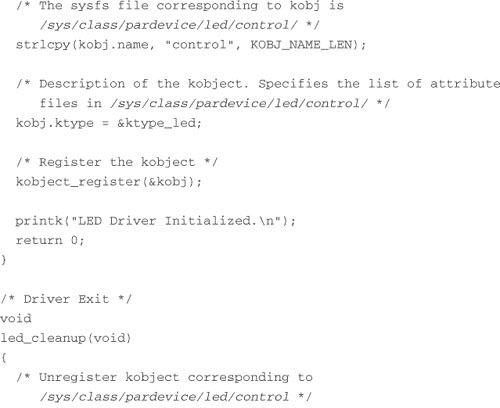 /* The sysfs file corresponding to kobj is
/sys/class/pardevice/led/control/ */
strlcpy(kobj.name, "control", KOBJ_NAME_LEN);
/* Description of the kobject. Specifies the list of attribute
files in /sys/class/pardevice/led/control/ */
kobj.ktype = &ktype_led;
/* Register the kobject */
kobject_register(&kobj);
printk("LED Driver Initialized.\n");
return 0;
}
/* Driver Exit */
void
led_cleanup(void)
{
/* Unregister kobject corresponding to
/sys/class/pardevice/led/control */